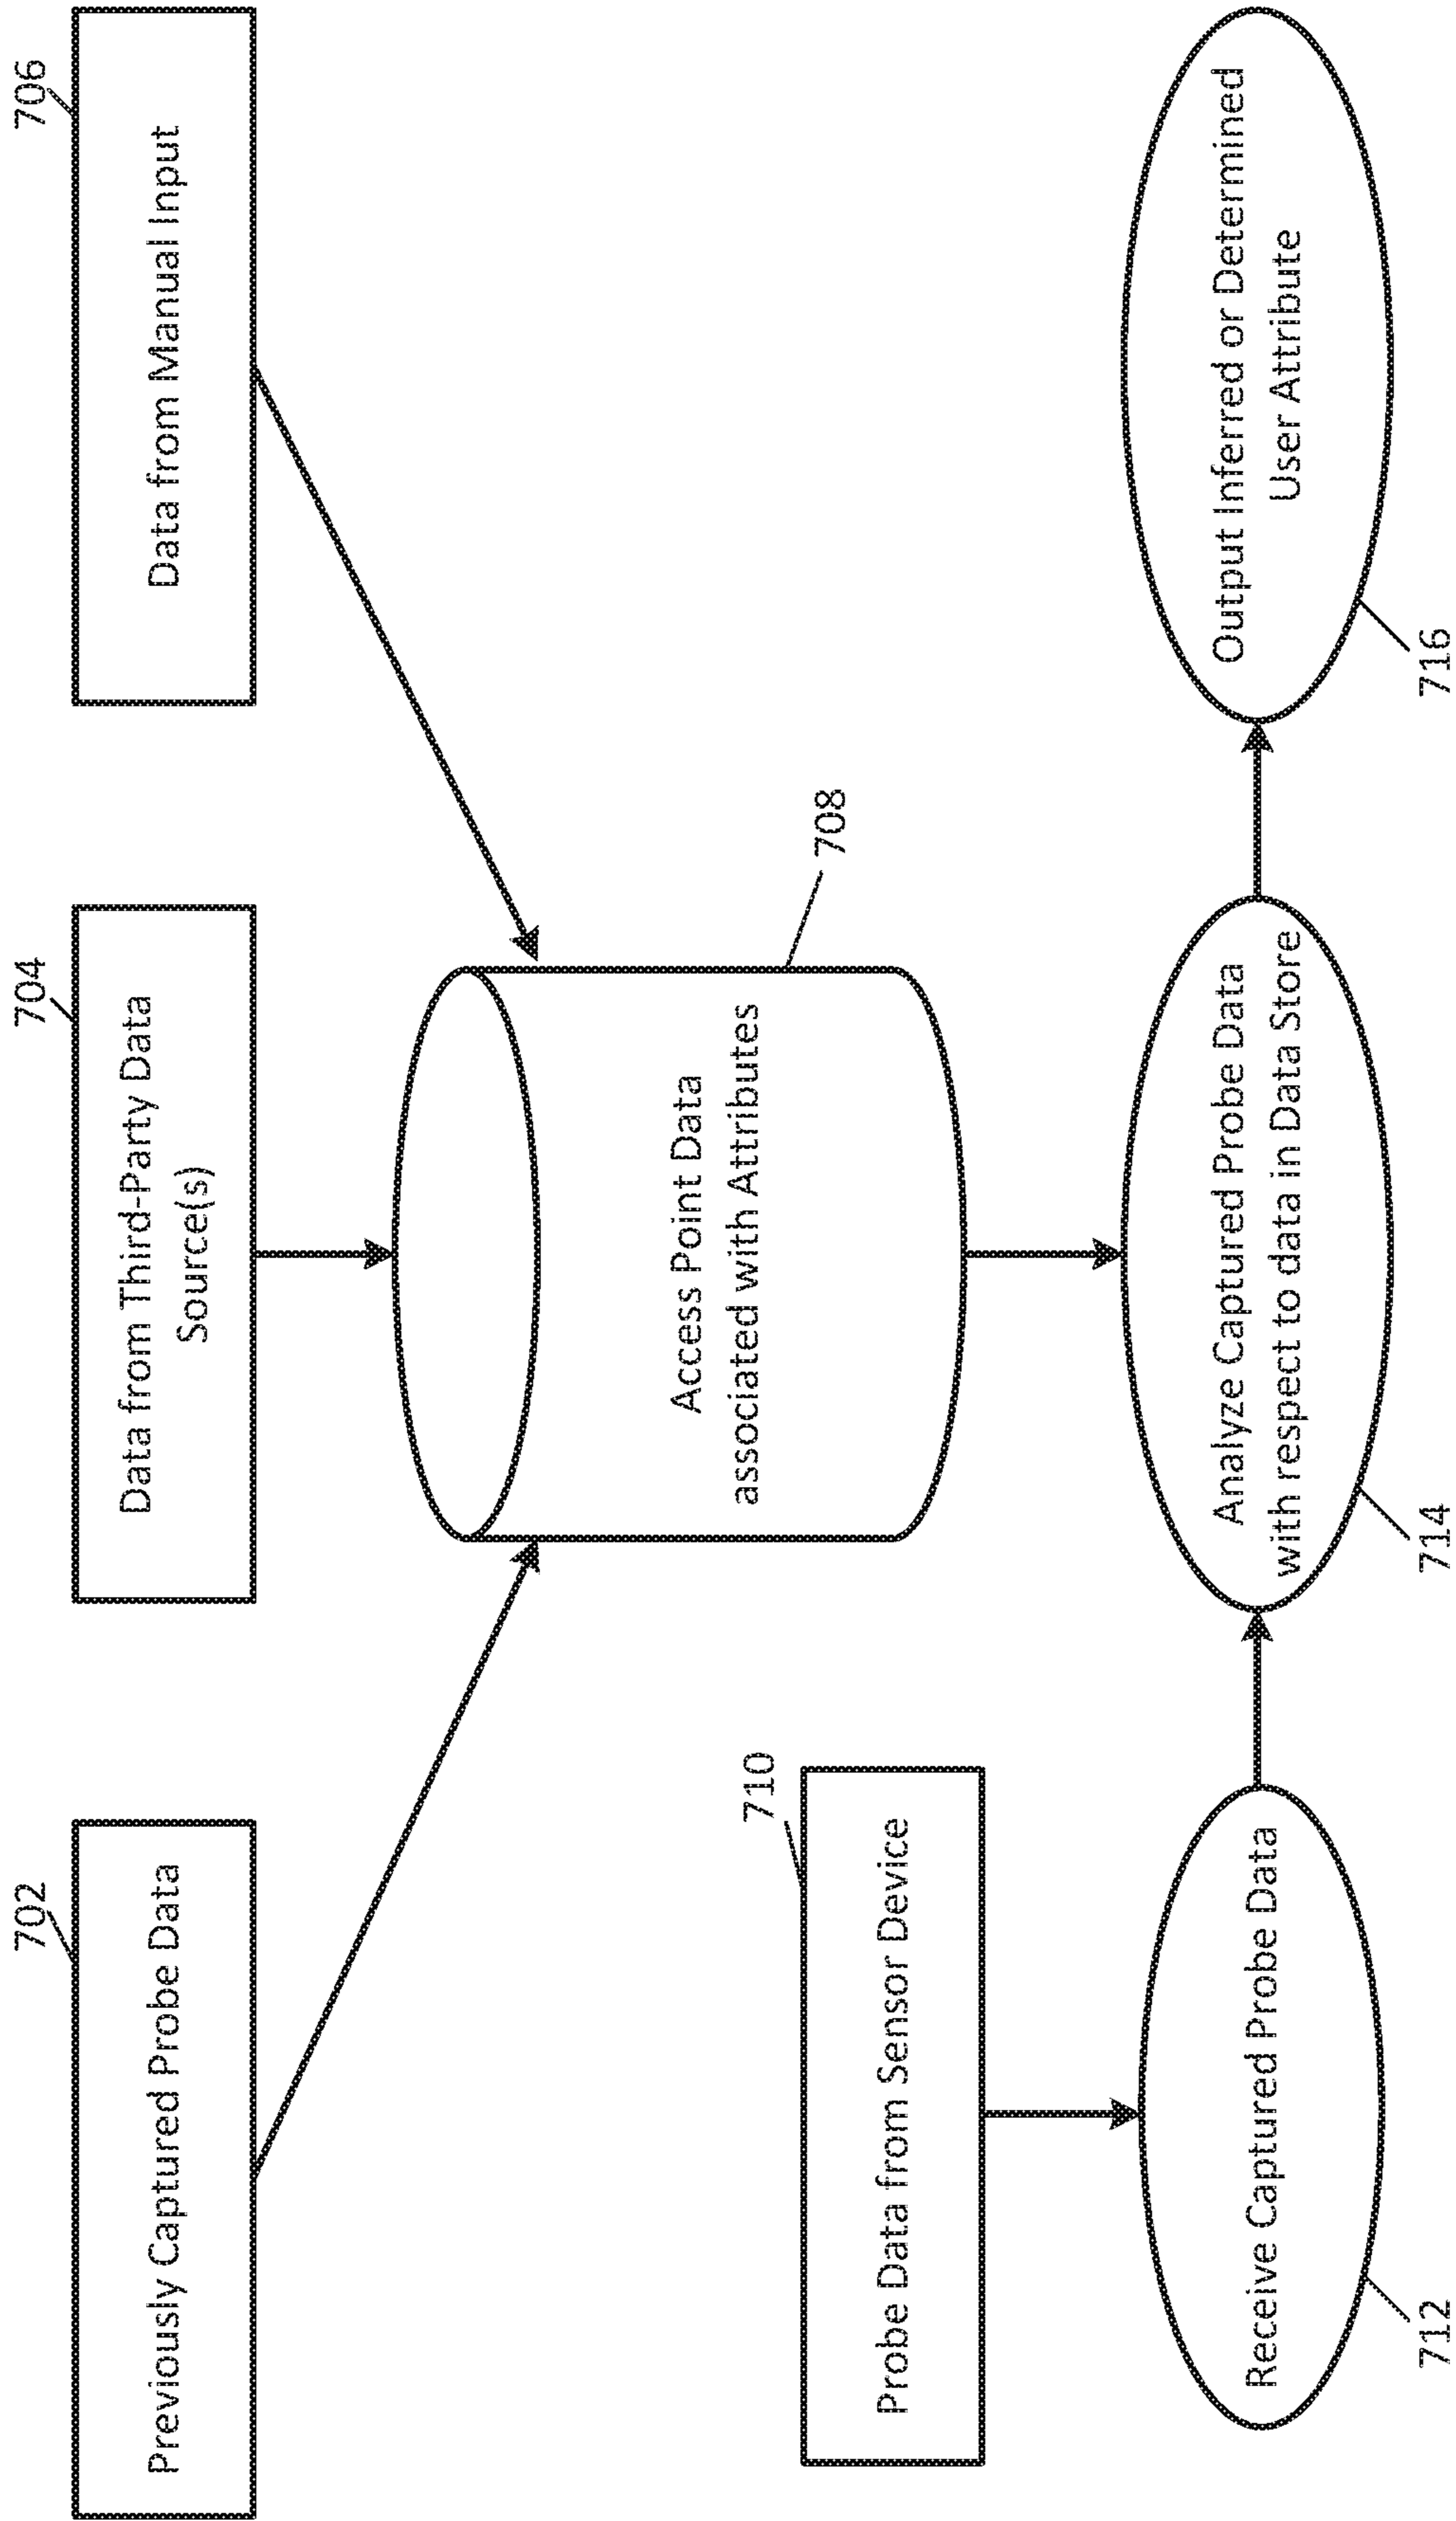 702
Previously Captured Probe Data
704
Data from Third-Party Data
Source(s)
706
Data from Manual Input
708
Access Point Data
associated with Attributes
710
Probe Data from Sensor Device
712
Receive Captured Probe Data
714
Analyze Captured Probe Data
with respect to data in Data Store
716
Output Inferred or Determined
User Attribute